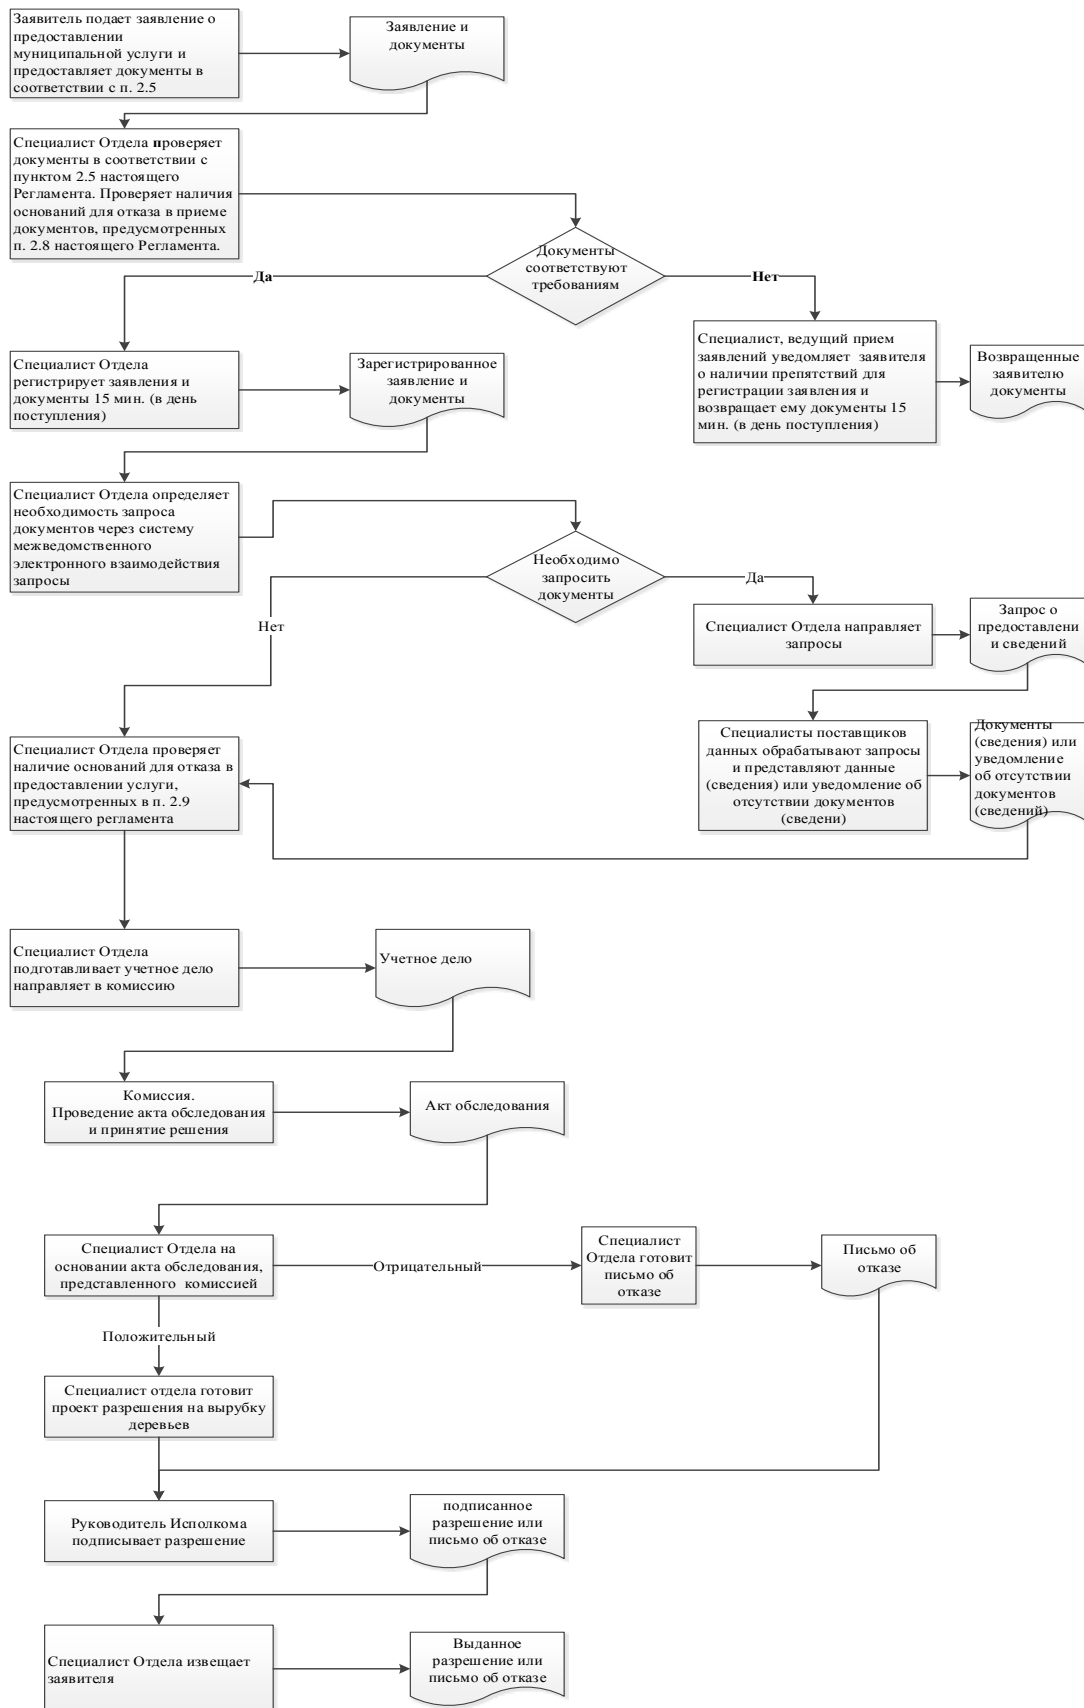 Заявитель подает заявление о
предоставлении
муниципальной услуги и
предоставляет документы в
соответствии с п. 2.5
Заявление и
документы
Специалист Отдела проверяет
документы в соответствии с
пунктом 2.5 настоящего
Регламента. Проверяет наличия
оснований для отказа в приеме
документов, предусмотренных
п. 2.8 настоящего Регламента.
Документы
соответствуют
требованиям
Да
Нет
Специалист Отдела
регистрирует заявления и
документы 15 мин. (в день
поступления)
Зарегистрированное
заявление и
документы
Специалист, ведущий прием
заявлений уведомляет заявителя
о наличии препятствий для
регистрации заявления и
возвращает ему документы 15
мин. (в день поступления)
Возвращенные
заявителю
документы
Специалист Отдела определяет
необходимость запроса
документов через систему
межведомственного
электронного взаимодействия
запросы
Необходимо
запросить
документы
Да
Нет
Специалист Отдела направляет
запросы
Запрос о
предоставлени
и сведений
Специалист Отдела проверяет
наличие оснований для отказа в
предоставлении услуги,
предусмотренных в п. 2.9
настоящего регламента
Специалисты поставщиков
данных обрабатывают запросы
и представляют данные
(сведения) или уведомление об
отсутствии документов
(сведени)
Документы
(сведения) или
уведомление
об отсутствии
документов
(сведений)
Специалист Отдела
подготавливает учетное дело
направляет в комиссию
Учетное дело
Комиссия.
Проведение акта обследования
и принятие решения
Акт обследования
Специалист Отдела на
основании акта обследования,
представленного комиссией
Отрицательный
Специалист
Отдела готовит
письмо об
отказе
Письмо об
отказе
Положительный
Специалист отдела готовит
проект разрешения на вырубку
деревьев
Руководитель Исполкома
подписывает разрешение
подписанное
разрешение или
письмо об отказе
Специалист Отдела извещает
заявителя
Выданное
разрешение или
письмо об отказе